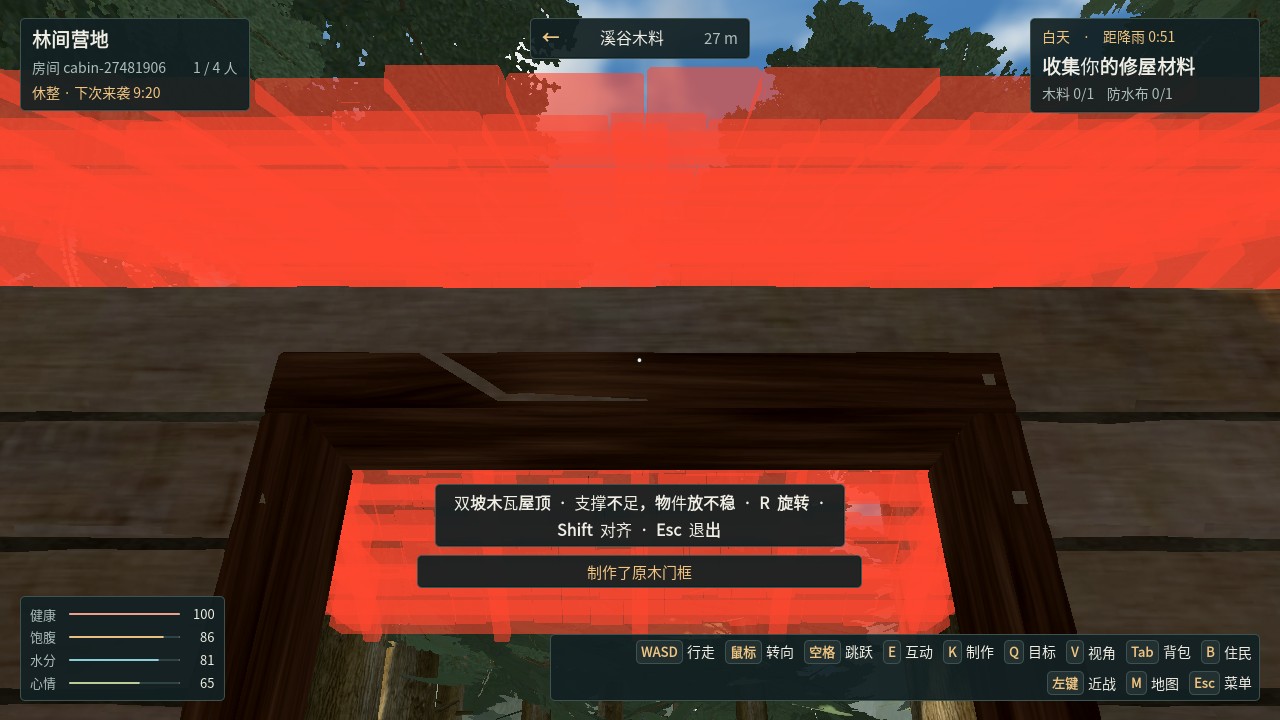 林间营地
房间 cabin-27481906 1 / 4 人
休整 · 下次来袭 9:20
← 溪谷木料 27 m
白天 · 距降雨 0:51
收集你的修屋材料
木料 0/1 防水布 0/1
双坡木瓦屋顶 · 支撑不足，物件放不稳 · R 旋转 ·
Shift 对齐 · Esc 退出
制作了原木门框
健康 100
饱腹 86
水分 81
心情 65
WASD 行走 鼠标 转向 空格 跳跃 E 互动 K 制作 Q 目标 V 视角 Tab 背包 B 住民
左键 近战 M 地图 Esc 菜单